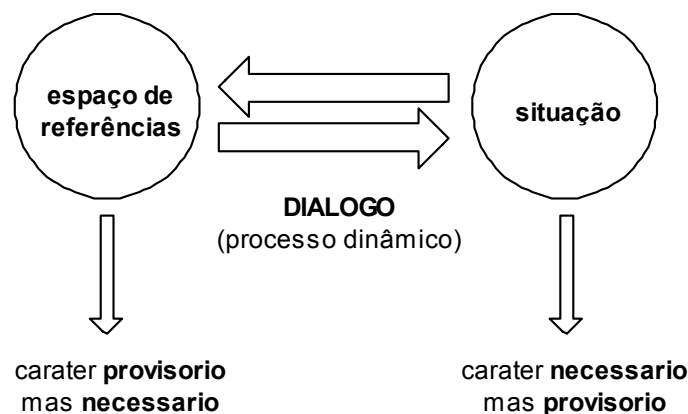 espaço de
referências
situação
DIALOGO
(processo dinâmico)
carater provisorio
mas necessario
carater necessario
mas provisorio